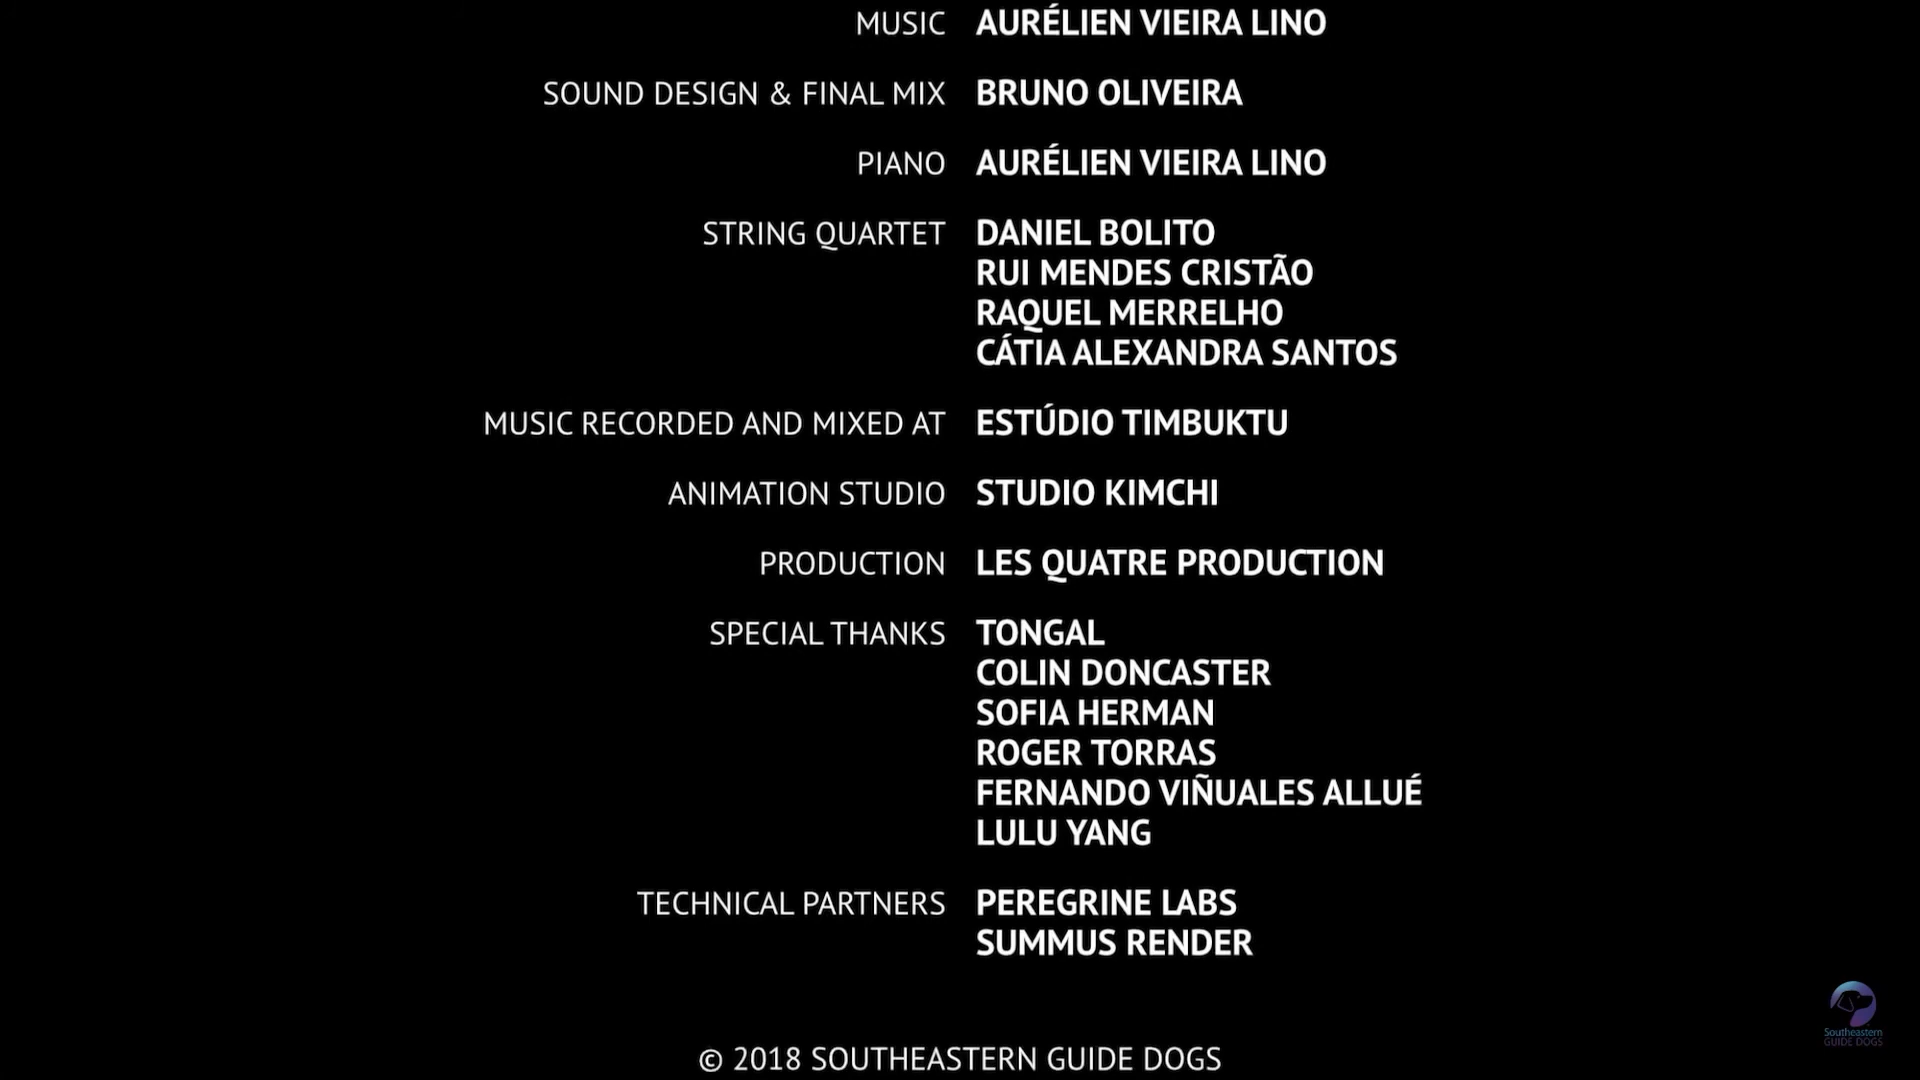 MUSIC AURÉLIEN VIEIRA LINO
SOUND DESIGN & FINAL MIX BRUNO OLIVEIRA
PIANO AURÉLIEN VIEIRA LINO
STRING QUARTET DANIEL BOLITO
RUI MENDES CRISTÃO
RAQUEL MERRELHO
CÁTIA ALEXANDRA SANTOS
MUSIC RECORDED AND MIXED AT ESTÚDIO TIMBUKTU
ANIMATION STUDIO STUDIO KIMCHI
PRODUCTION LES QUATRE PRODUCTION
SPECIAL THANKS TONGAL
COLIN DONCASTER
SOFIA HERMAN
ROGER TORRAS
FERNANDO VIÑUALES ALLUÉ
LULU YANG
TECHNICAL PARTNERS PEREGRINE LABS
SUMMUS RENDER
© 2018 SOUTHEASTERN GUIDE DOGS
Southeastern
GUIDE DOGS